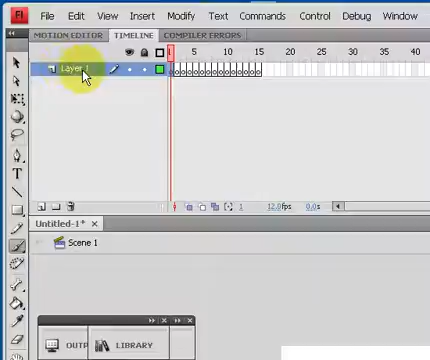 Fl File Edit View Insert Modify Text Commands Control Debug Window
MOTION EDITOR TIMELINE COMPILER ERRORS
1 5 10 15 20 25 30 35 40
Layer 1
1 12.0fps 0.0s
Untitled-1* ×
Scene 1
OUTP LIBRARY